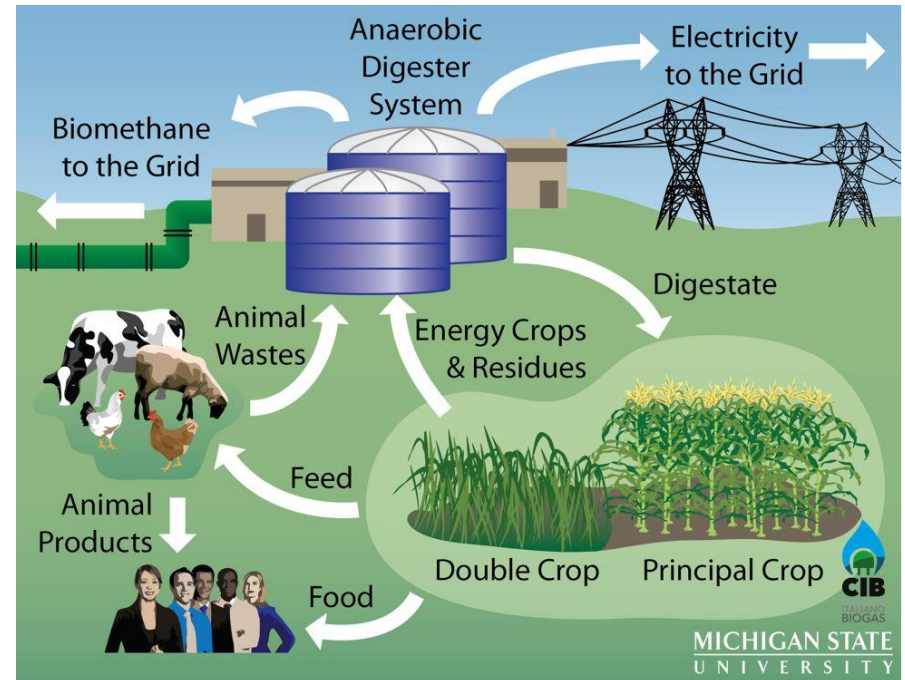 Anaerobic
Digester
System
Electricity
to the Grid
Biomethane
to the Grid
Digestate
Animal
Wastes
Energy Crops
& Residues
Feed
Animal
Products
Double Crop
Principal Crop
Food
CIB
ITALIANO
BIOGAS
MICHIGAN STATE
UNIVERSITY